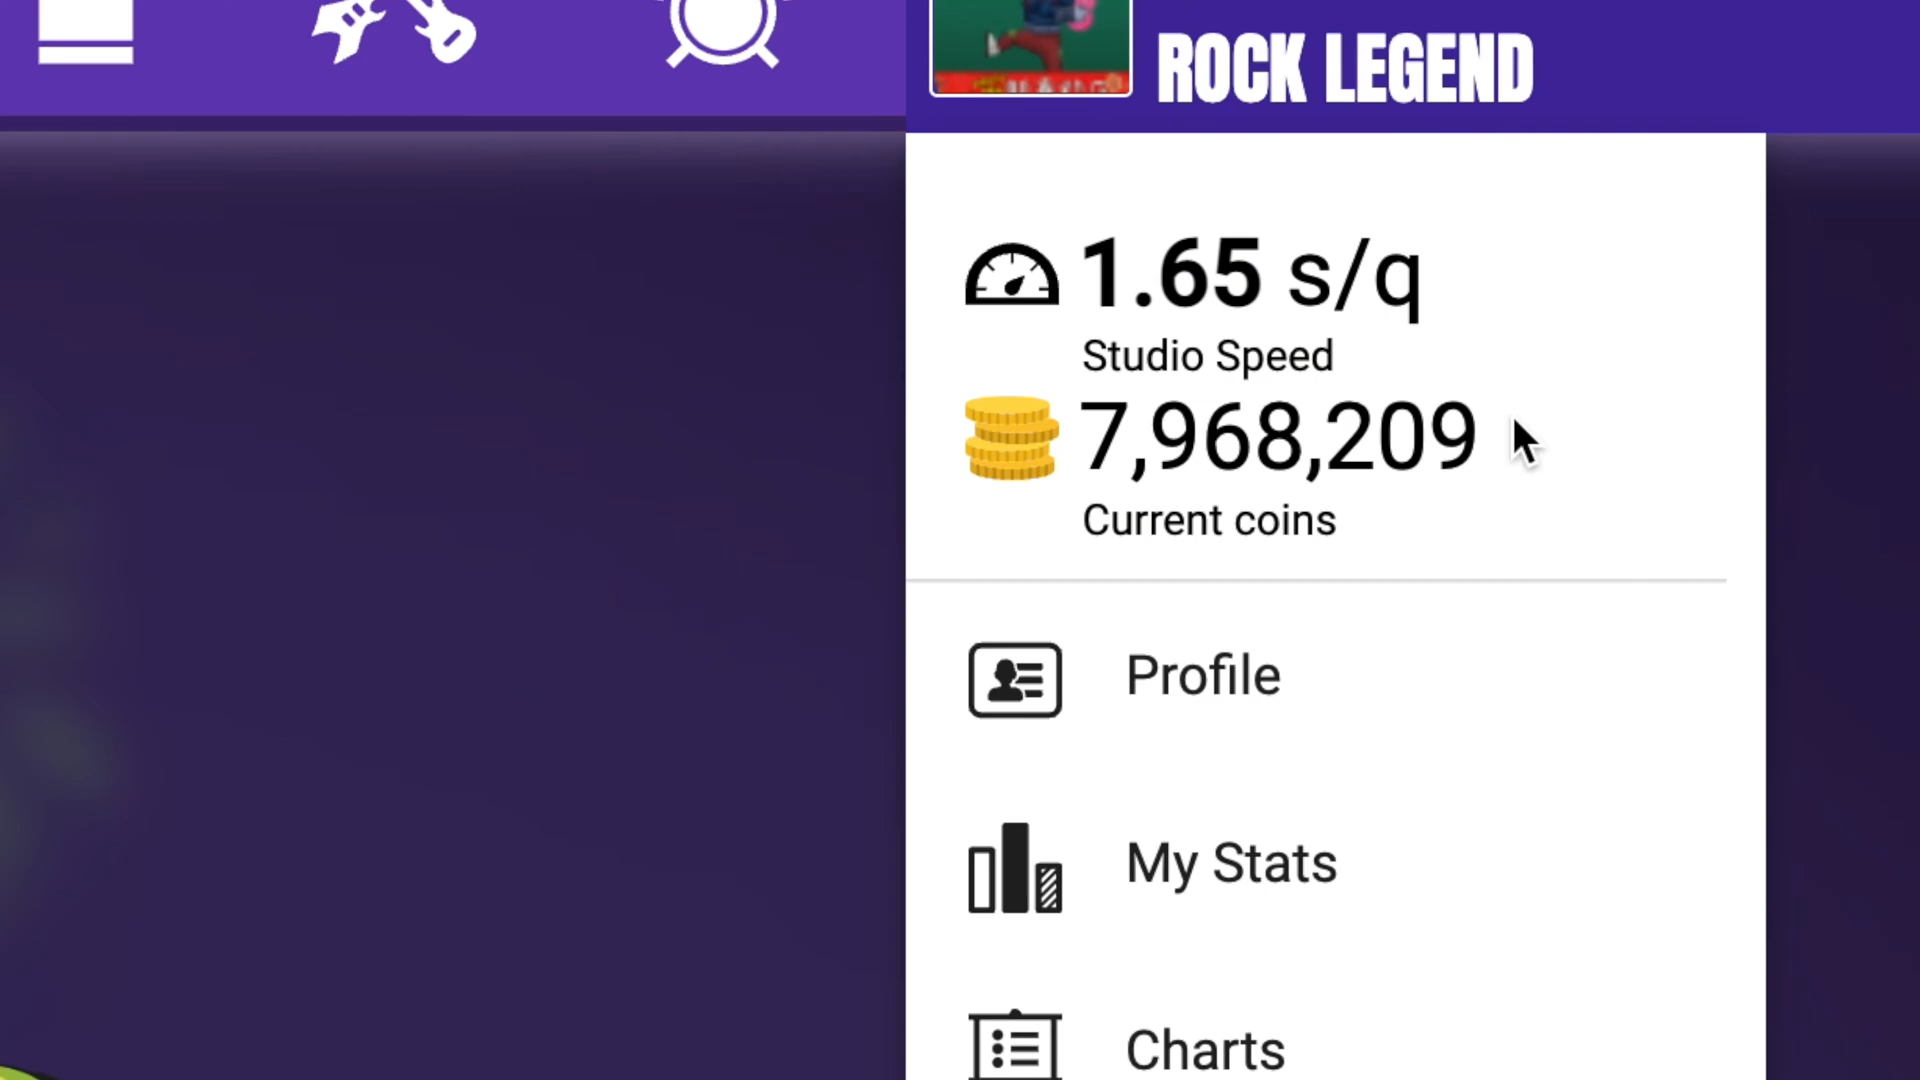 ROCK LEGEND
1.65 s/q
Studio Speed
7,968,209
Current coins
Profile
My Stats
Charts